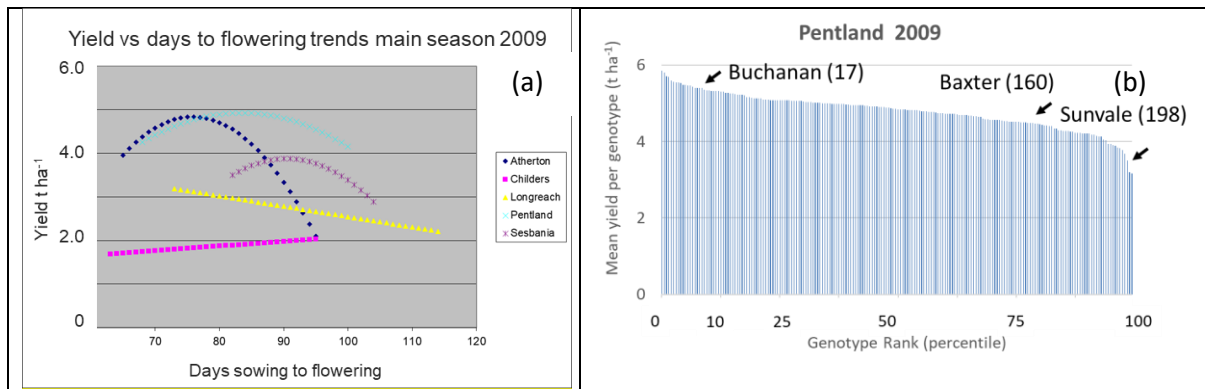 Yield vs days to flowering trends main season 2009
(a)
6.0
4.0
2.0
0
Yield t ha-1
70 80 90 100 110 120
Days sowing to flowering
Atherton
Childers
Longreach
Pentland
Sesbania
Pentland 2009
(b)
Buchanan (17)
Baxter (160)
Sunvale (198)
6
4
2
0
Mean yield per genotype (t ha-1)
0 10 25 50 75 100
Genotype Rank (percentile)